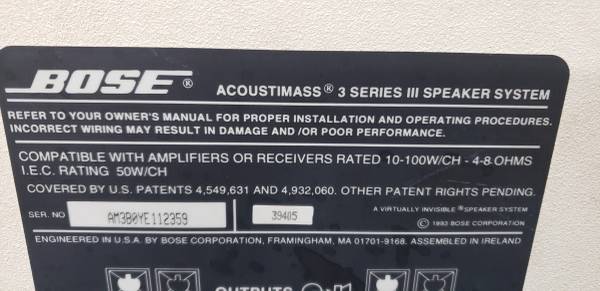 BOSE® ACOUSTIMASS® 3 SERIES III SPEAKER SYSTEM
REFER TO YOUR OWNER'S MANUAL FOR PROPER INSTALLATION AND OPERATING PROCEDURES.
INCORRECT WIRING MAY RESULT IN DAMAGE AND /OR POOR PERFORMANCE.
COMPATIBLE WITH AMPLIFIERS OR RECEIVERS RATED 10-100W/CH - 4-8 OHMS
I.E.C. RATING 50W/CH
COVERED BY U.S. PATENTS 4,549,631 AND 4,932,060. OTHER PATENT RIGHTS PENDING.
SER. NO AM3B0YE112359 39405 A VIRTUALLY INVISIBLE ® SPEAKER SYSTEM
© 1993 BOSE CORPORATION
ENGINEERED IN U.S.A. BY BOSE CORPORATION, FRAMINGHAM, MA 01701-9168. ASSEMBLED IN IRELAND
OUTPUTS